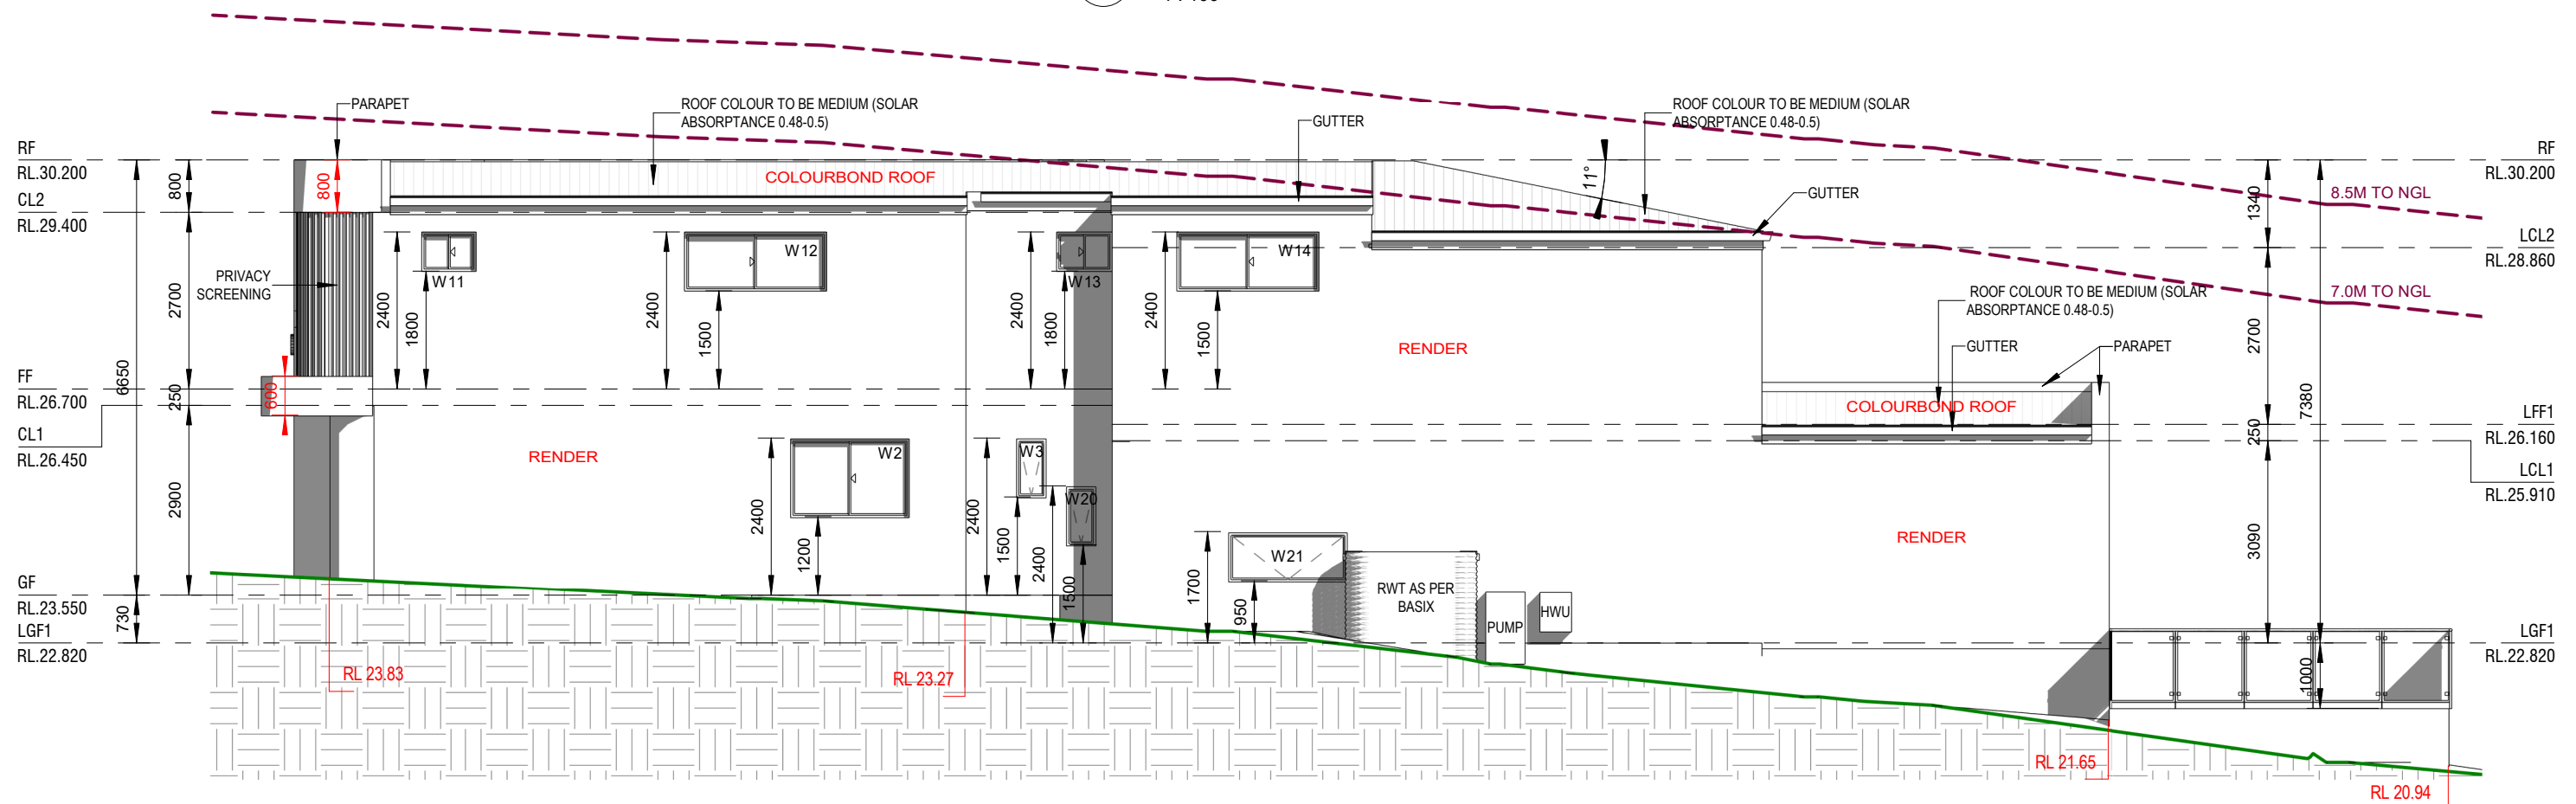 PARAPET
ROOF COLOUR TO BE MEDIUM (SOLAR
ABSORPTANCE 0.48-0.5)
GUTTER
ROOF COLOUR TO BE MEDIUM (SOLAR
ABSORPTANCE 0.48-0.5)
RF
RL.30.200
800
800
COLOURBOND ROOF
11°
GUTTER
1340
8.5M TO NGL
RF
RL.30.200
CL2
RL.29.400
LCL2
RL.28.860
PRIVACY
SCREENING
2700
2400
1800
W11
2400
1500
W12
2400
1800
W13
2400
1500
W14
RENDER
ROOF COLOUR TO BE MEDIUM (SOLAR
ABSORPTANCE 0.48-0.5)
7.0M TO NGL
2700
GUTTER
PARAPET
6650
7380
FF
RL.26.700
250
600
COLOURBOND ROOF
LFF1
RL.26.160
250
CL1
RL.26.450
LCL1
RL.25.910
RENDER
2900
2400
1200
W2
2400
1500
W3
2400
1500
W20
1700
950
W21
RWT AS PER
BASIX
PUMP
HWU
RENDER
3090
GF
RL.23.550
730
LGF1
RL.22.820
LGF1
RL.22.820
1000
RL 23.83
RL 23.27
RL 21.65
RL 20.94